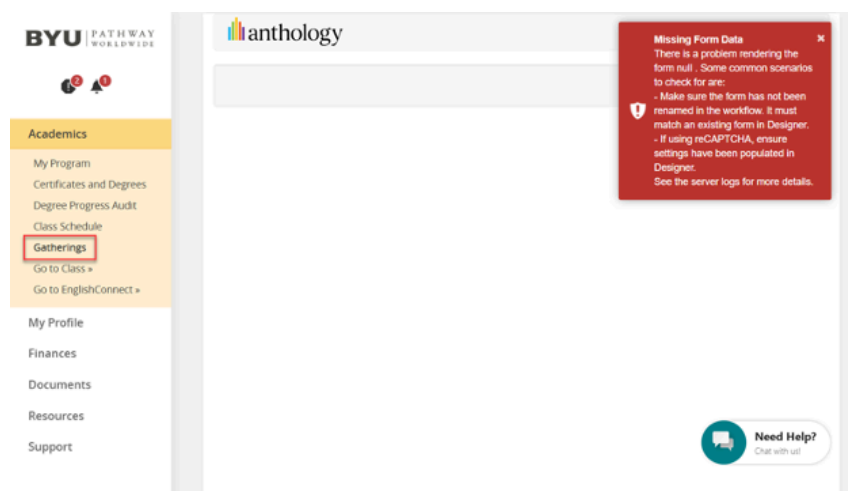 BYU PATHWAY
WORLDWIDE
2
1
Academics
My Program
Certificates and Degrees
Degree Progress Audit
Class Schedule
Gatherings
Go to Class »
Go to EnglishConnect »
My Profile
Finances
Documents
Resources
Support
anthology
Missing Form Data
There is a problem rendering the
form null . Some common scenarios
to check for are:
- Make sure the form has not been
renamed in the workflow. It must
match an existing form in Designer.
- If using reCAPTCHA, ensure
settings have been populated in
Designer.
See the server logs for more details.
Need Help?
Chat with us!